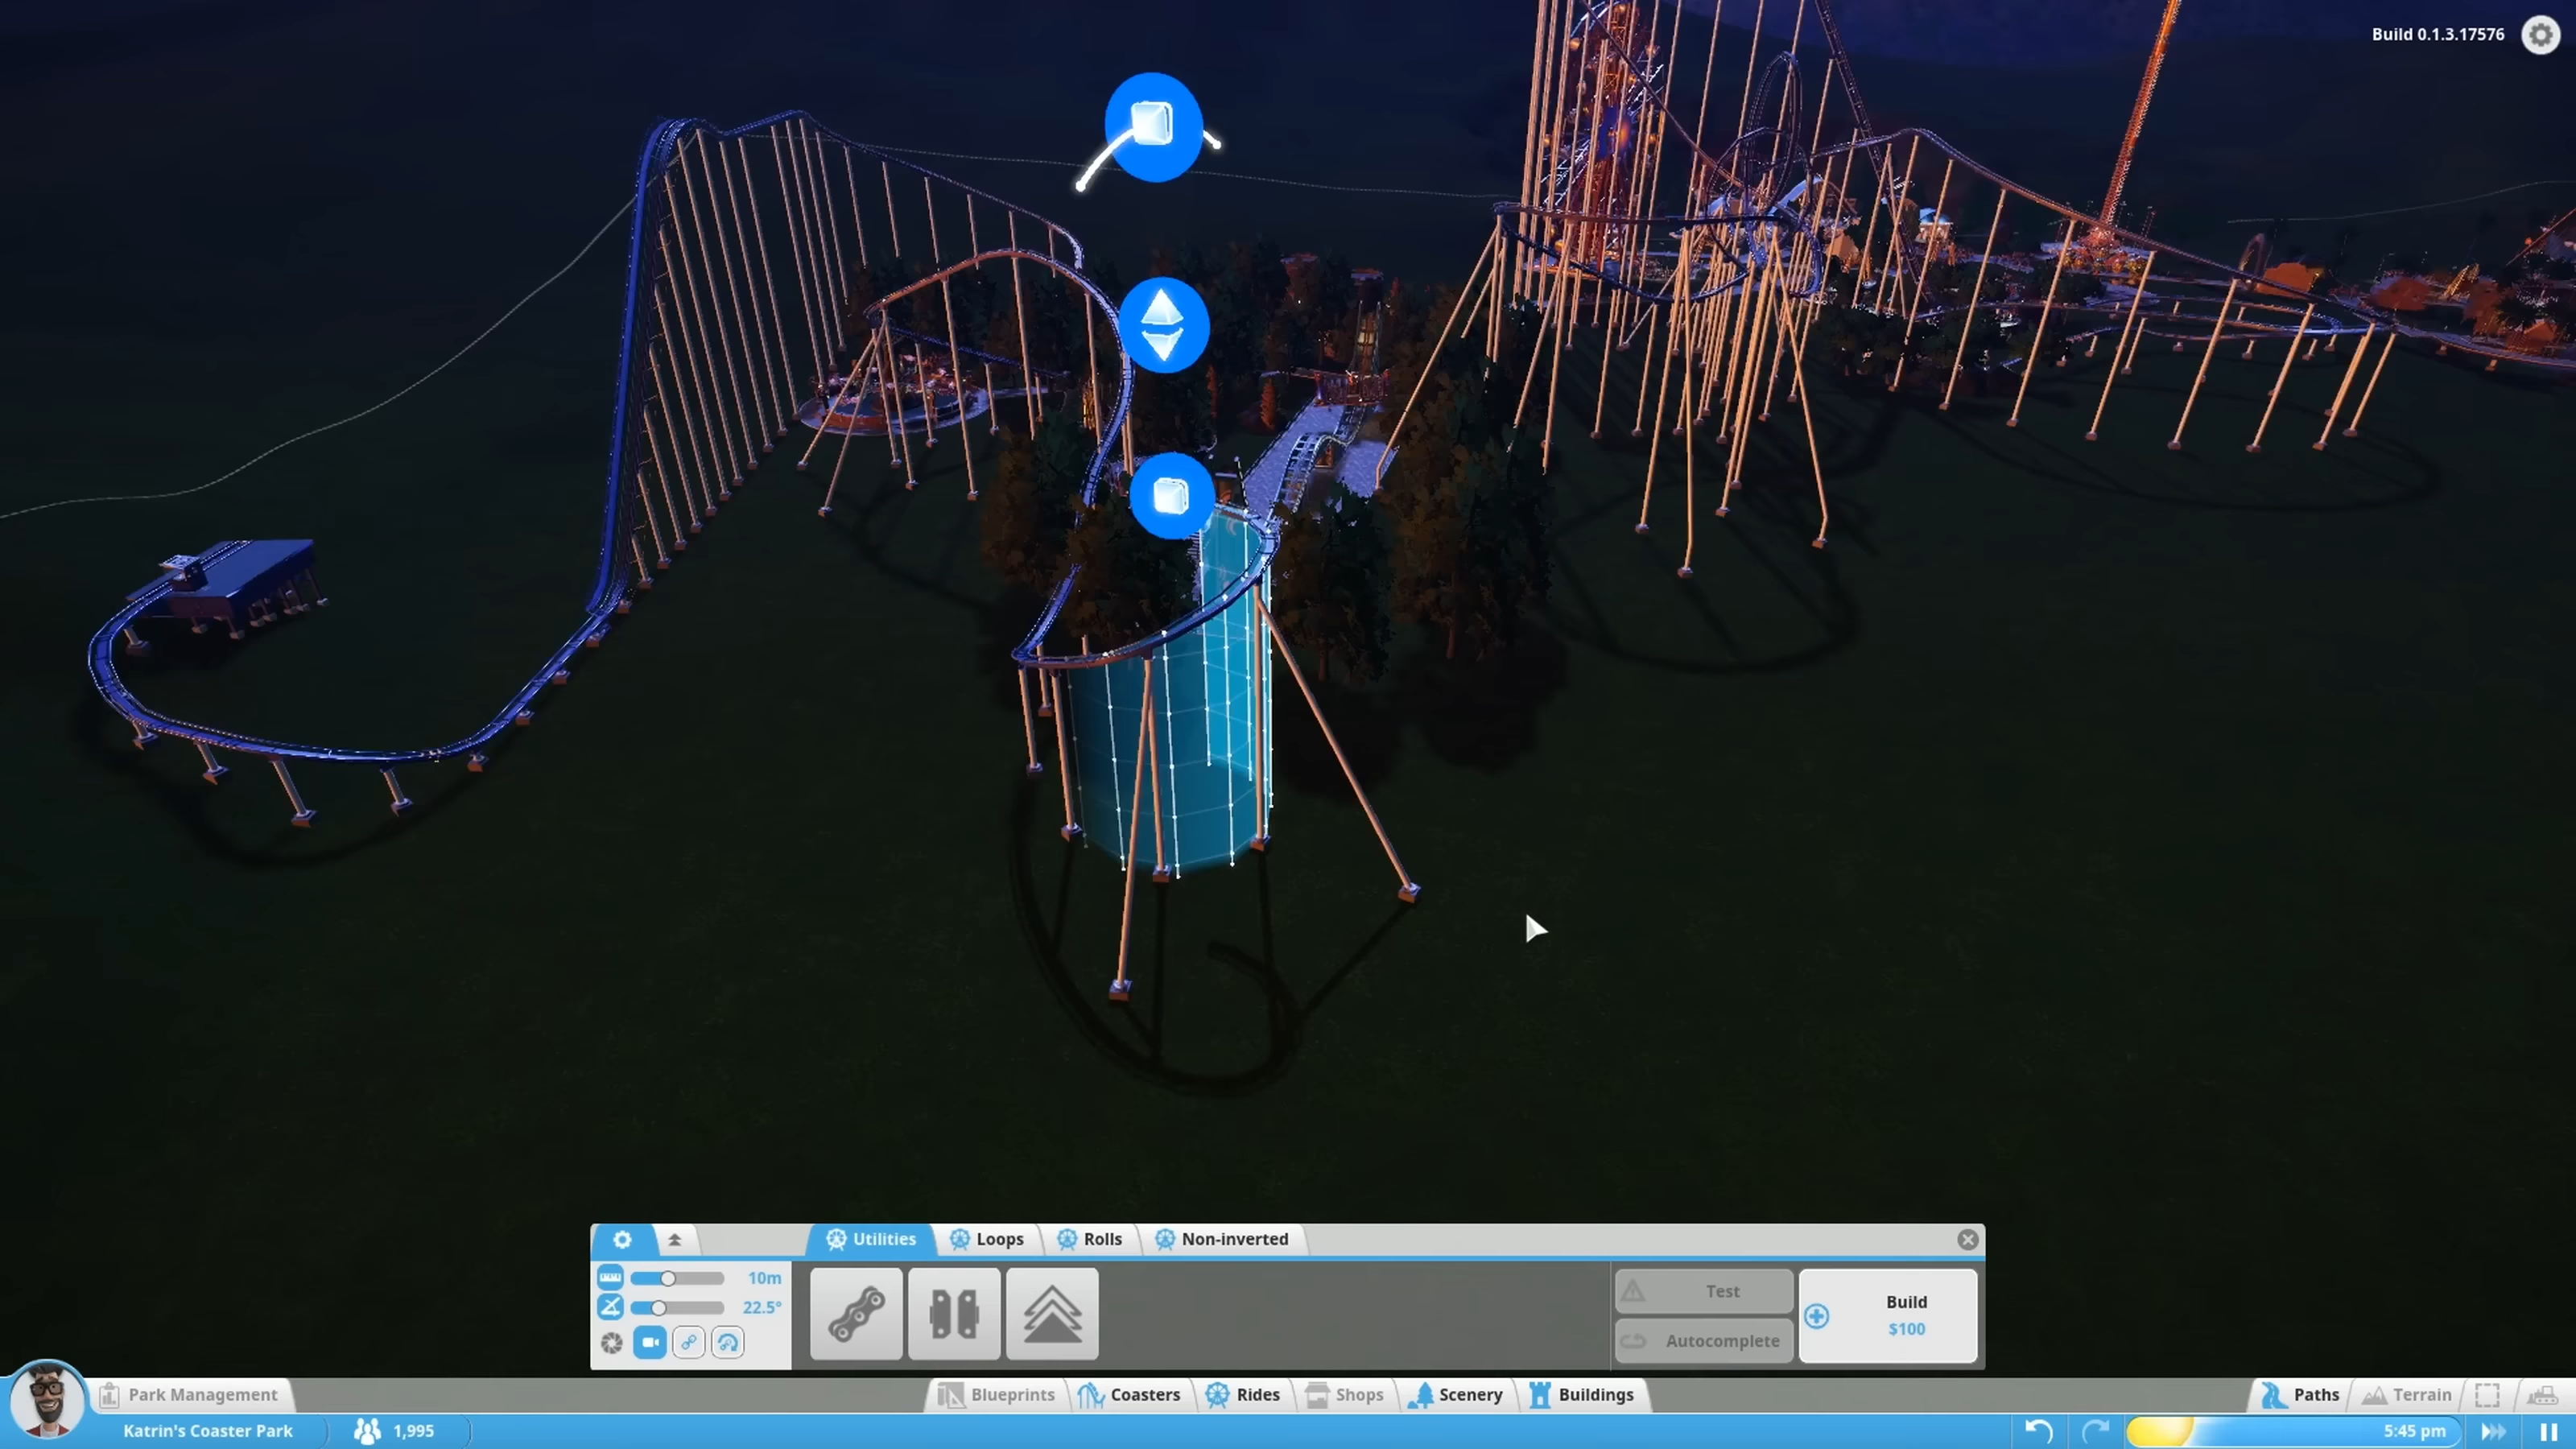 Build 0.1.3.17576
Utilities Loops Rolls Non-inverted
10m
22.5°
Test
Autocomplete
Build
$100
Park Management Blueprints Coasters Rides Shops Scenery Buildings Paths Terrain
Katrin's Coaster Park 1,995 5:45 pm